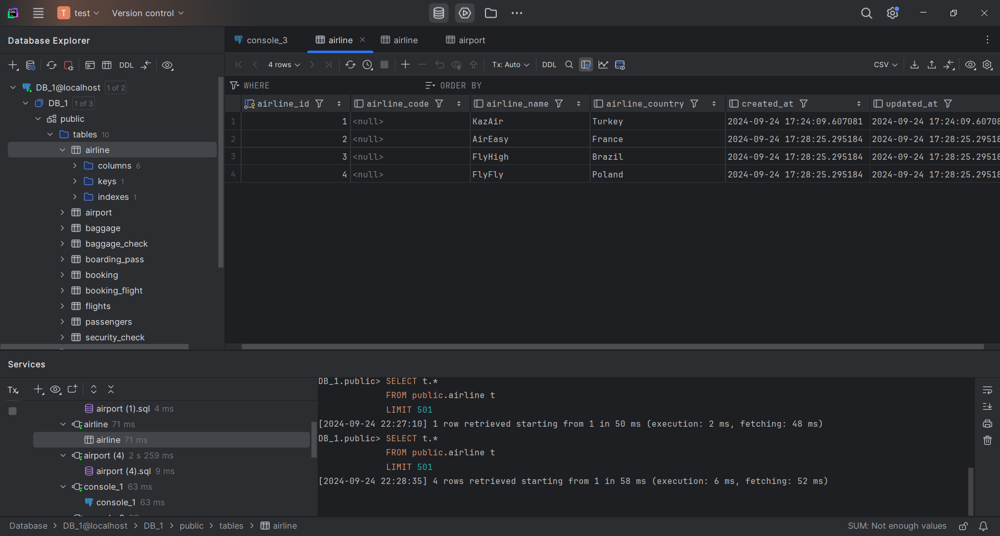 T test Version control
Database Explorer
console_3 airline airline airport
DDL
4 rows Tx: Auto DDL CSV
WHERE ORDER BY
DB_1@localhost 1 of 2
DB_1 1 of 3
public
tables 10
airline
columns 6
keys 1
indexes 1
airport
baggage
baggage_check
boarding_pass
booking
booking_flight
flights
passengers
security_check
airline_id airline_code airline_name airline_country created_at updated_at
1 1 <null> KazAir Turkey 2024-09-24 17:24:09.607081 2024-09-24 17:24:09.60708
2 2 <null> AirEasy France 2024-09-24 17:28:25.295184 2024-09-24 17:28:25.29518
3 3 <null> FlyHigh Brazil 2024-09-24 17:28:25.295184 2024-09-24 17:28:25.29518
4 4 <null> FlyFly Poland 2024-09-24 17:28:25.295184 2024-09-24 17:28:25.29518
Services
Tx
airport (1).sql 4 ms
airline 71 ms
airline 71 ms
airport (4) 2 s 259 ms
airport (4).sql 9 ms
console_1 63 ms
console_1 63 ms
DB_1.public> SELECT t.*
FROM public.airline t
LIMIT 501
[2024-09-24 22:27:10] 1 row retrieved starting from 1 in 50 ms (execution: 2 ms, fetching: 48 ms)
DB_1.public> SELECT t.*
FROM public.airline t
LIMIT 501
[2024-09-24 22:28:35] 4 rows retrieved starting from 1 in 58 ms (execution: 6 ms, fetching: 52 ms)
Database > DB_1@localhost > DB_1 > public > tables > airline
SUM: Not enough values